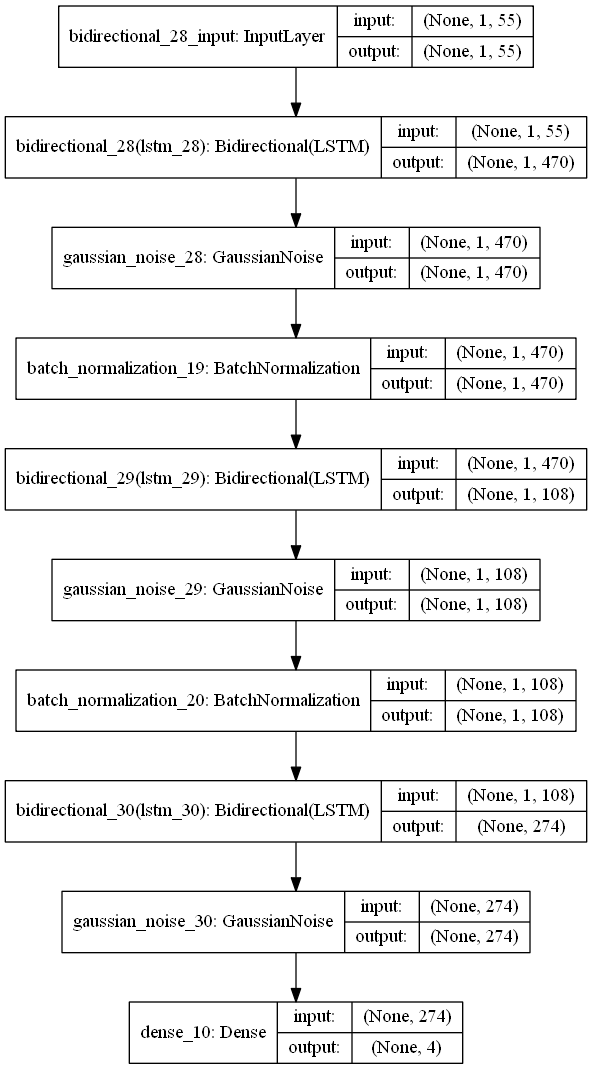 bidirectional_28_input: InputLayer
input: (None, 1, 55)
output: (None, 1, 55)
bidirectional_28(lstm_28): Bidirectional(LSTM)
input: (None, 1, 55)
output: (None, 1, 470)
gaussian_noise_28: GaussianNoise
input: (None, 1, 470)
output: (None, 1, 470)
batch_normalization_19: BatchNormalization
input: (None, 1, 470)
output: (None, 1, 470)
bidirectional_29(lstm_29): Bidirectional(LSTM)
input: (None, 1, 470)
output: (None, 1, 108)
gaussian_noise_29: GaussianNoise
input: (None, 1, 108)
output: (None, 1, 108)
batch_normalization_20: BatchNormalization
input: (None, 1, 108)
output: (None, 1, 108)
bidirectional_30(lstm_30): Bidirectional(LSTM)
input: (None, 1, 108)
output: (None, 274)
gaussian_noise_30: GaussianNoise
input: (None, 274)
output: (None, 274)
dense_10: Dense
input: (None, 274)
output: (None, 4)